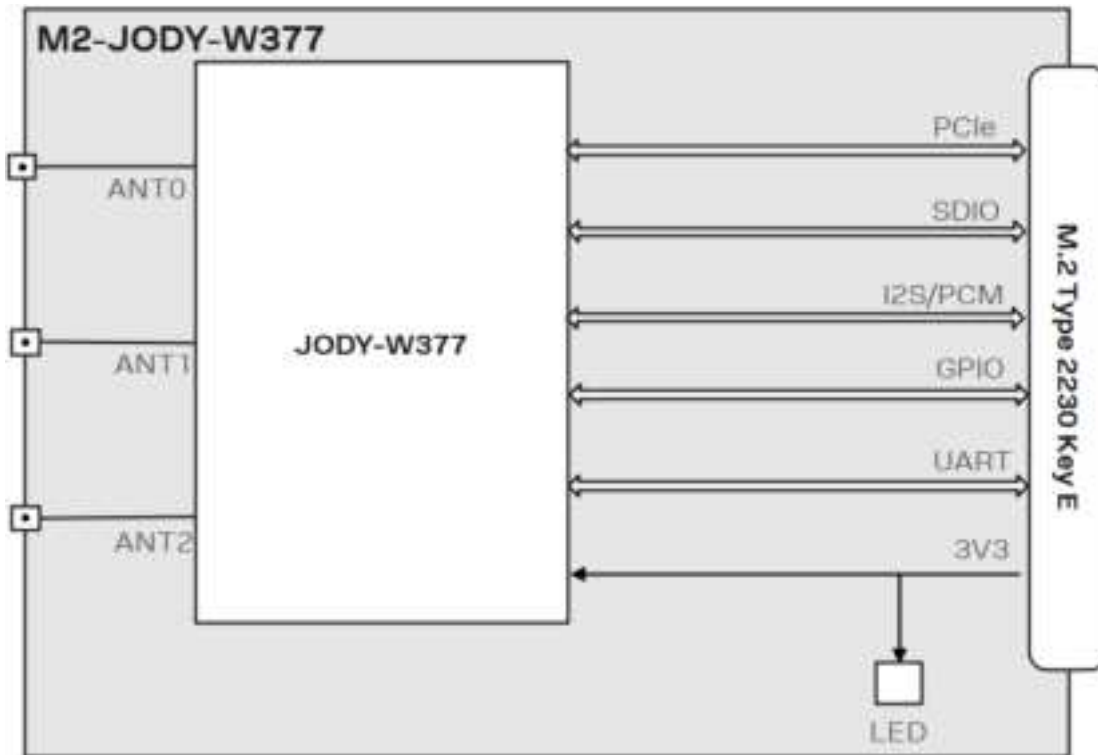 M2-JODY-W377
PCIe
ANT0
SDIO
I2S/PCM
JODY-W377
ANT1
GPIO
UART
ANT2
3V3
LED
M.2 Type 2230 Key E